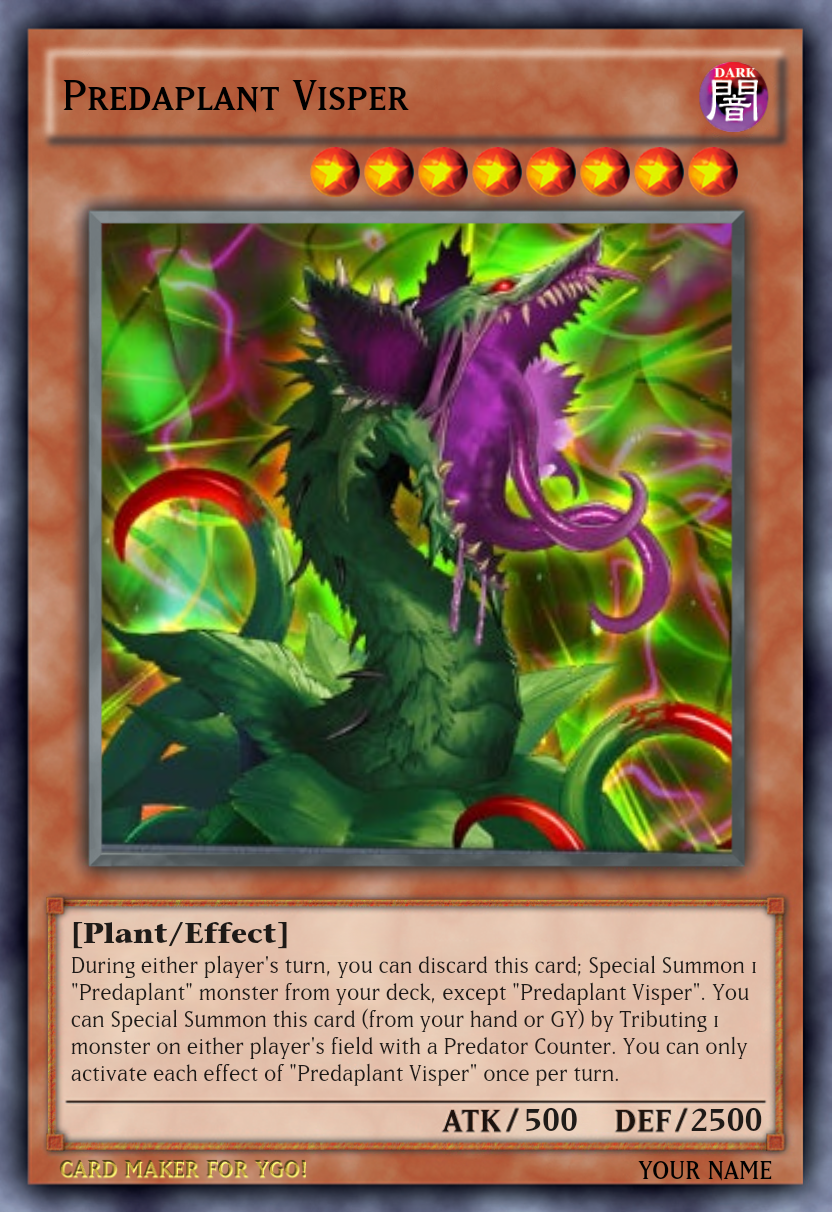 Predaplant Visper
DARK
闇
[Plant/Effect]
During either player's turn, you can discard this card; Special Summon 1
"Predaplant" monster from your deck, except "Predaplant Visper". You
can Special Summon this card (from your hand or GY) by Tributing 1
monster on either player's field with a Predator Counter. You can only
activate each effect of "Predaplant Visper" once per turn.
ATK/500 DEF/2500
CARD MAKER FOR YGO! YOUR NAME